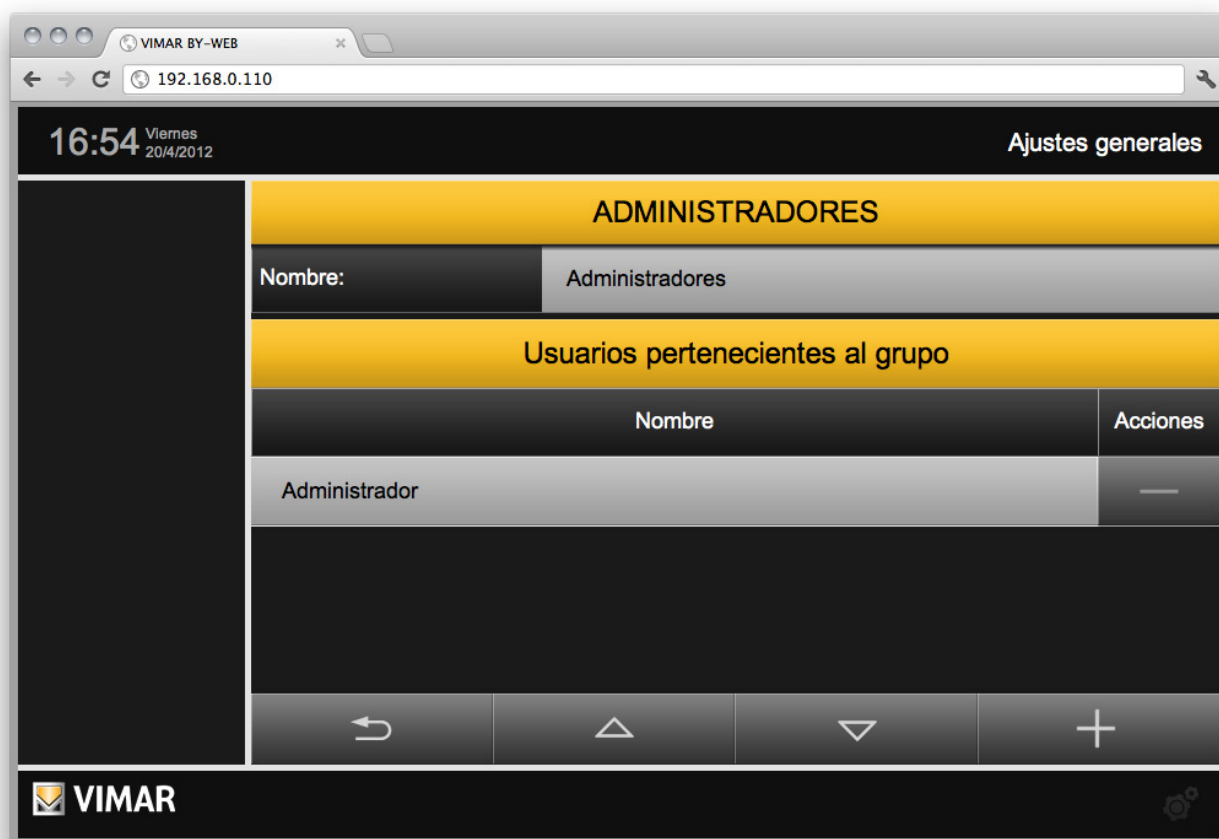 VIMAR BY-WEB
192.168.0.110
16:54 Viernes
20/4/2012
Ajustes generales
ADMINISTRADORES
Nombre: Administradores
Usuarios pertenecientes al grupo
Nombre Acciones
Administrador
VIMAR